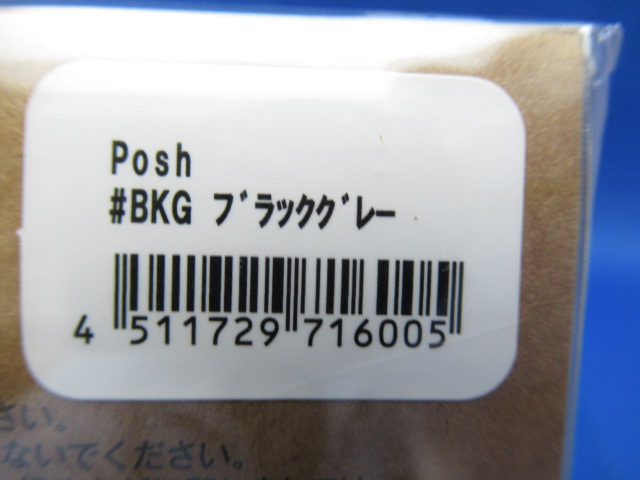 Posh
#BKG ﾌﾞﾗｯｸｸﾞﾚｰ
4 511729 716005
さい。
ないでください。